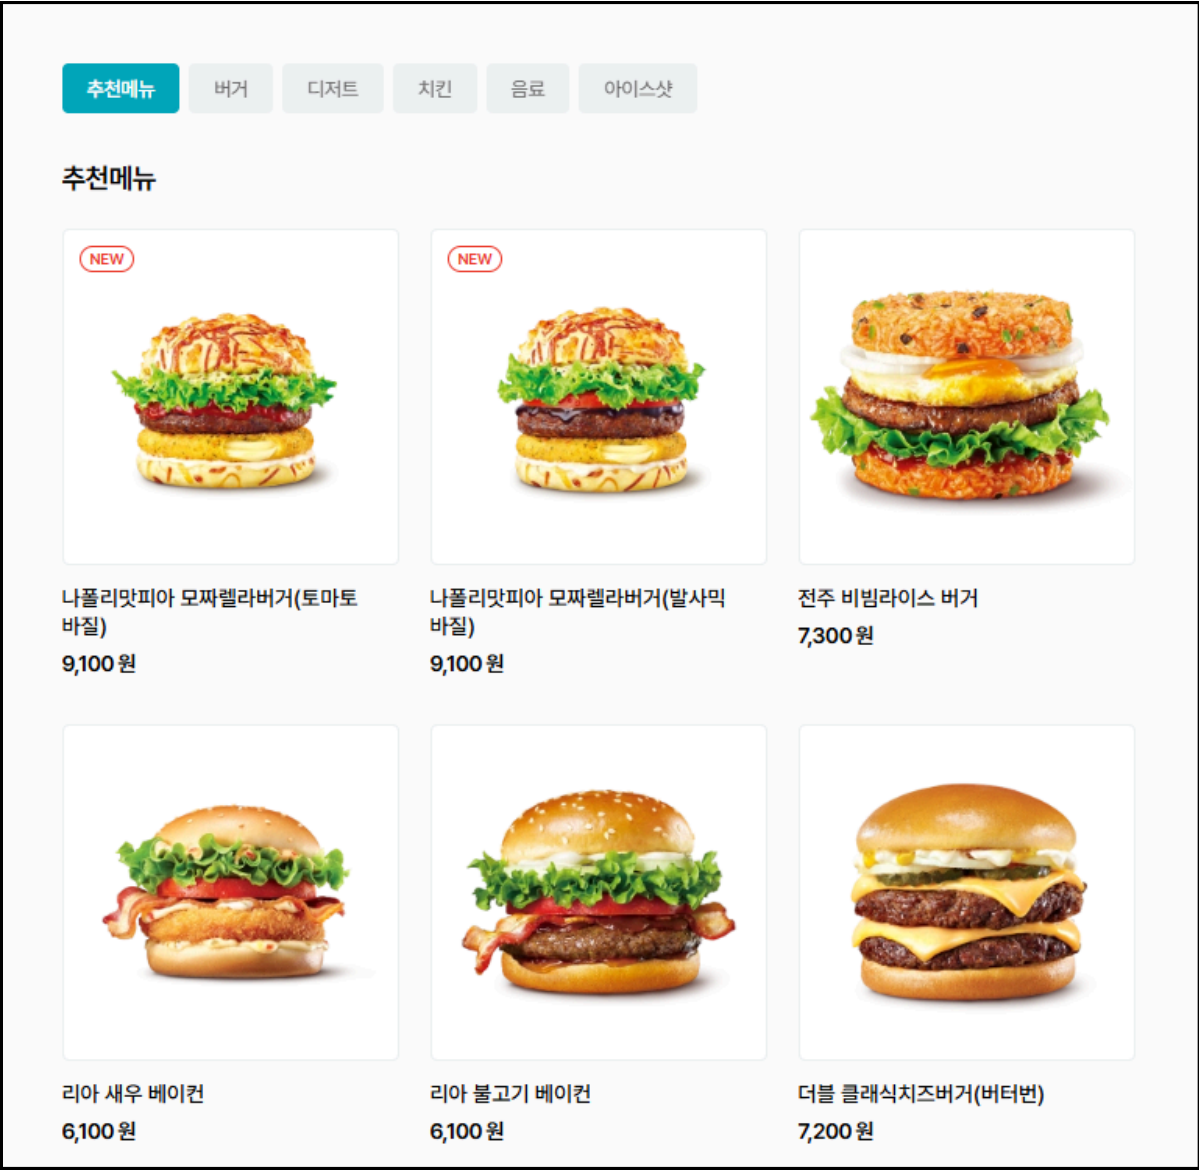 추천메뉴
버거
디저트
치킨
음료
아이스샷
추천메뉴
NEW
나폴리맛피아 모짜렐라버거(토마토
바질)
9,100 원
NEW
나폴리맛피아 모짜렐라버거(발사믹
바질)
9,100 원
전주 비빔라이스 버거
7,300 원
리아 새우 베이컨
6,100 원
리아 불고기 베이컨
6,100 원
더블 클래식치즈버거(버터번)
7,200 원